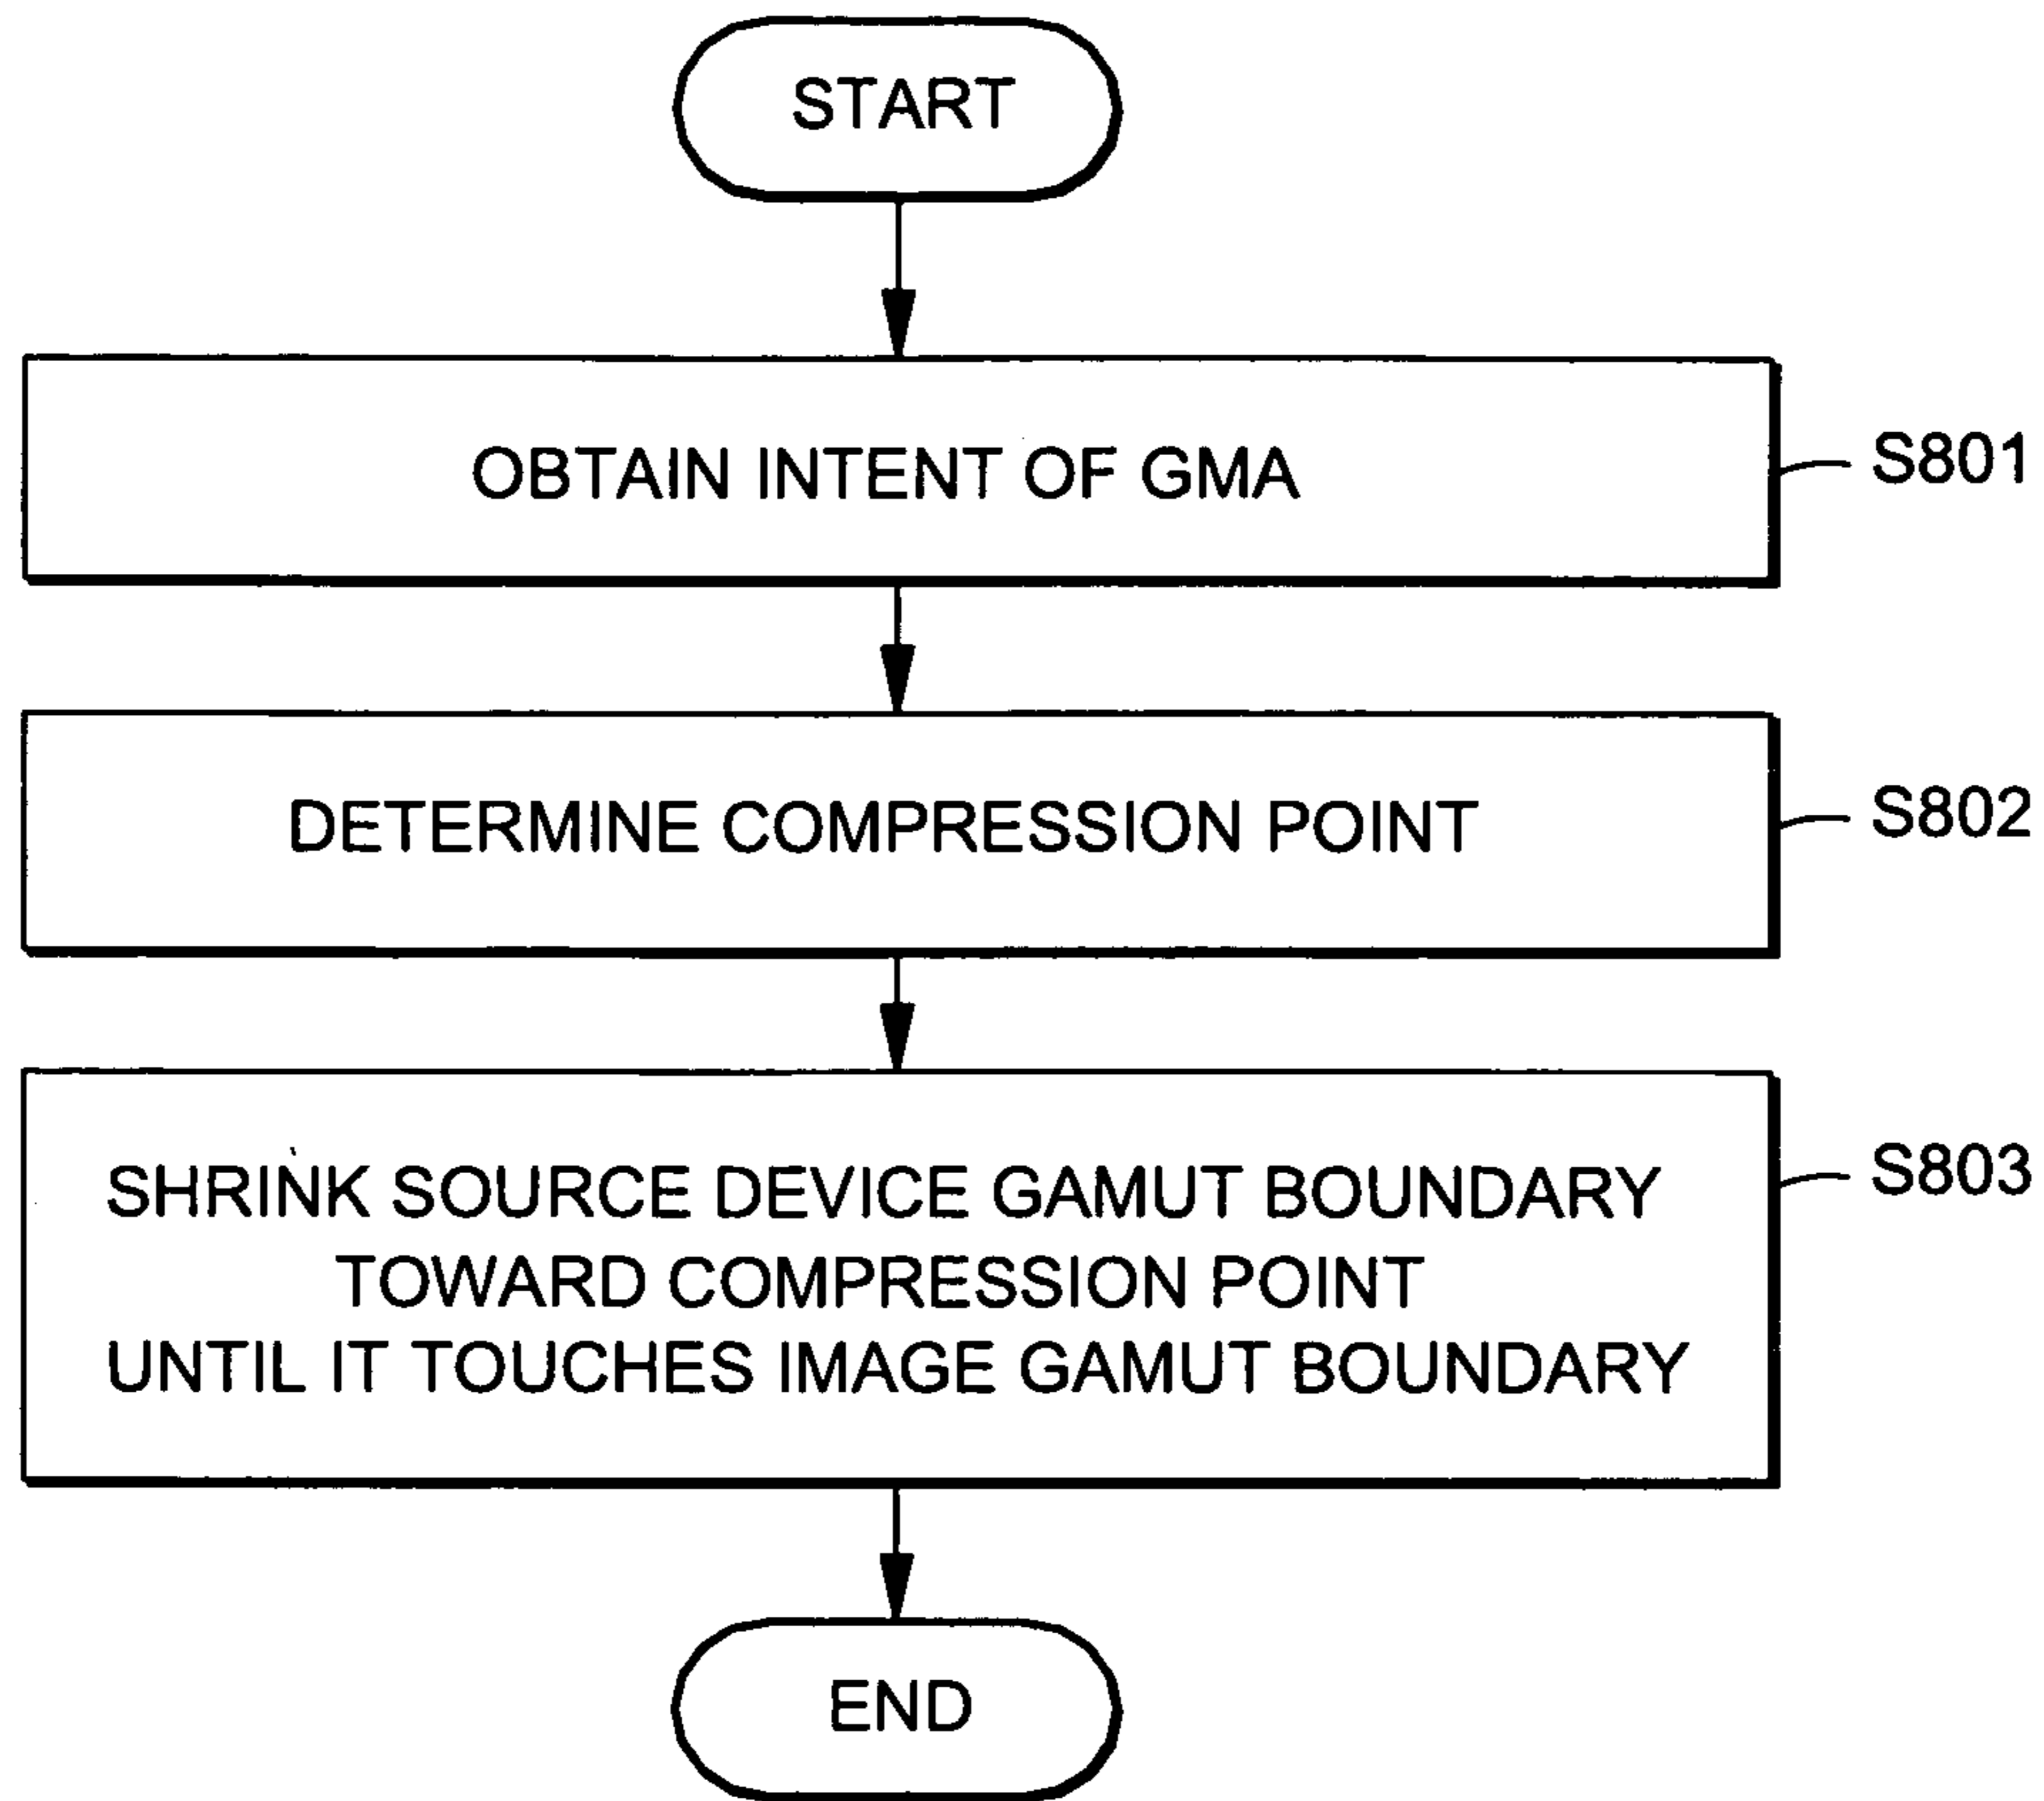 START
OBTAIN INTENT OF GMA
S801
DETERMINE COMPRESSION POINT
S802
SHRINK SOURCE DEVICE GAMUT BOUNDARY
TOWARD COMPRESSION POINT
UNTIL IT TOUCHES IMAGE GAMUT BOUNDARY
S803
END